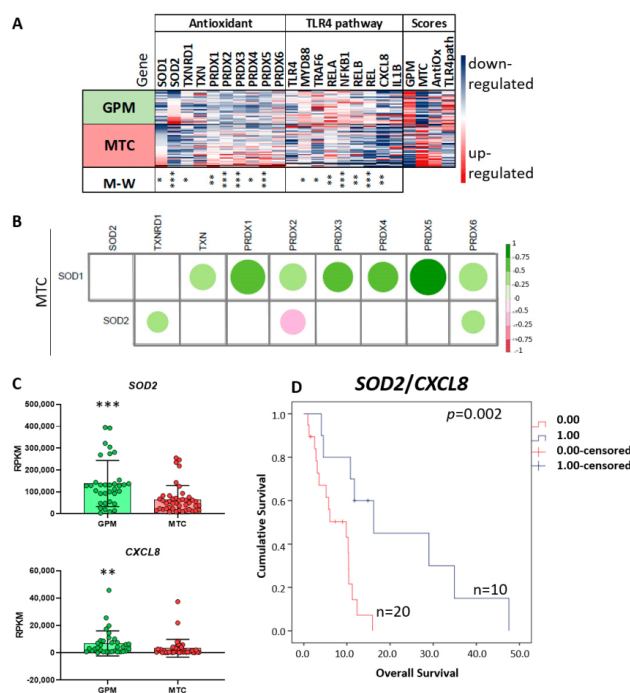 A
Antioxidant TLR4 pathway Scores
Gene SOD1 SOD2 TXNRD1 TXN PRDX1 PRDX2 PRDX3 PRDX4 PRDX5 PRDX6 TLR4 MYD88 TRAF6 RELA NFKB1 RELB REL CXCL8 IL1B GPM MTC AntiOx TLR4path
down-regulated
GPM
MTC
up-regulated
M-W * *** * ** *** *** * *** * * ** *** ** *** **
B
SOD2 TXNRD1 TXN PRDX1 PRDX2 PRDX3 PRDX4 PRDX5 PRDX6
MTC
SOD1
SOD2
1
0.75
0.5
0.25
0
-0.25
-0.5
-0.75
-1
C
SOD2
***
500,000
400,000
300,000
200,000
100,000
0
RPKM
GPM MTC
CXCL8
**
60,000
40,000
20,000
0
-20,000
RPKM
GPM MTC
D
SOD2/CXCL8
p=0.002
0.00
1.00
0.00-censored
1.00-censored
1.0
0.8
0.6
0.4
0.2
0.0
Cumulative Survival
n=10
n=20
0.0 10.0 20.0 30.0 40.0 50.0
Overall Survival